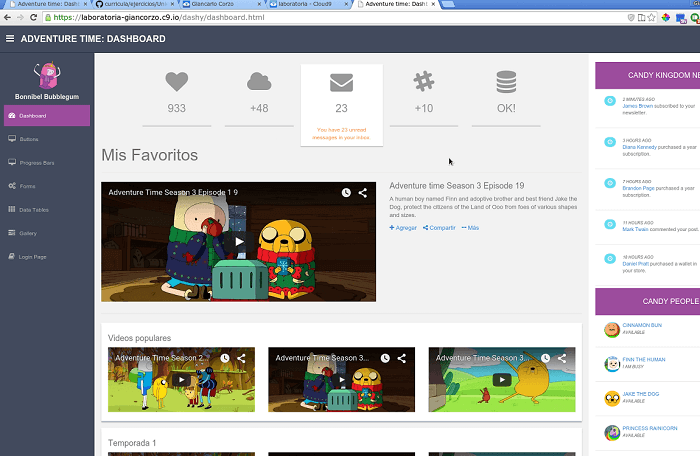 Adventure time: Dash
curricula/ejercicios/Uni
Giancarlo Corzo
laboratoria - Cloud9
Adventure time: Dash
https://laboratoria-giancorzo.c9.io/dashy/dashboard.html
ADVENTURE TIME: DASHBOARD
Bonnibel Bubblegum
Dashboard
Buttons
Progress Bars
Forms
Data Tables
Gallery
Login Page
933
+48
23
You have 23 unread
messages in your inbox
+10
OK!
Mis Favoritos
Adventure Time Season 3 Episode 1 9
Adventure time Season 3 Episode 19
A human boy named Finn and adoptive brother and best friend Jake the
Dog, protect the citizens of the Land of Ooo from foes of various shapes
and sizes.
Agregar
Compartir
Más
Videos populares
Adventure Time Season 2...
Adventure Time Season 3...
Adventure Time Season 3...
Temporada 1
CANDY KINGDOM NE
2 MINUTES AGO
James Brown subscribed to your
newsletter.
3 HOURS AGO
Diana Kennedy purchased a year
subscription.
7 HOURS AGO
Brandon Page purchased a year
subscription.
11 HOURS AGO
Mark Twain commented your post.
18 HOURS AGO
Daniel Pratt purchased a wallet in
your store.
CANDY PEOPLE
CINNAMON BUN
AVAILABLE
FINN THE HUMAN
I AM BUSY
JAKE THE DOG
AVAILABLE
PRINCESS RAINICORN
AVAILABLE